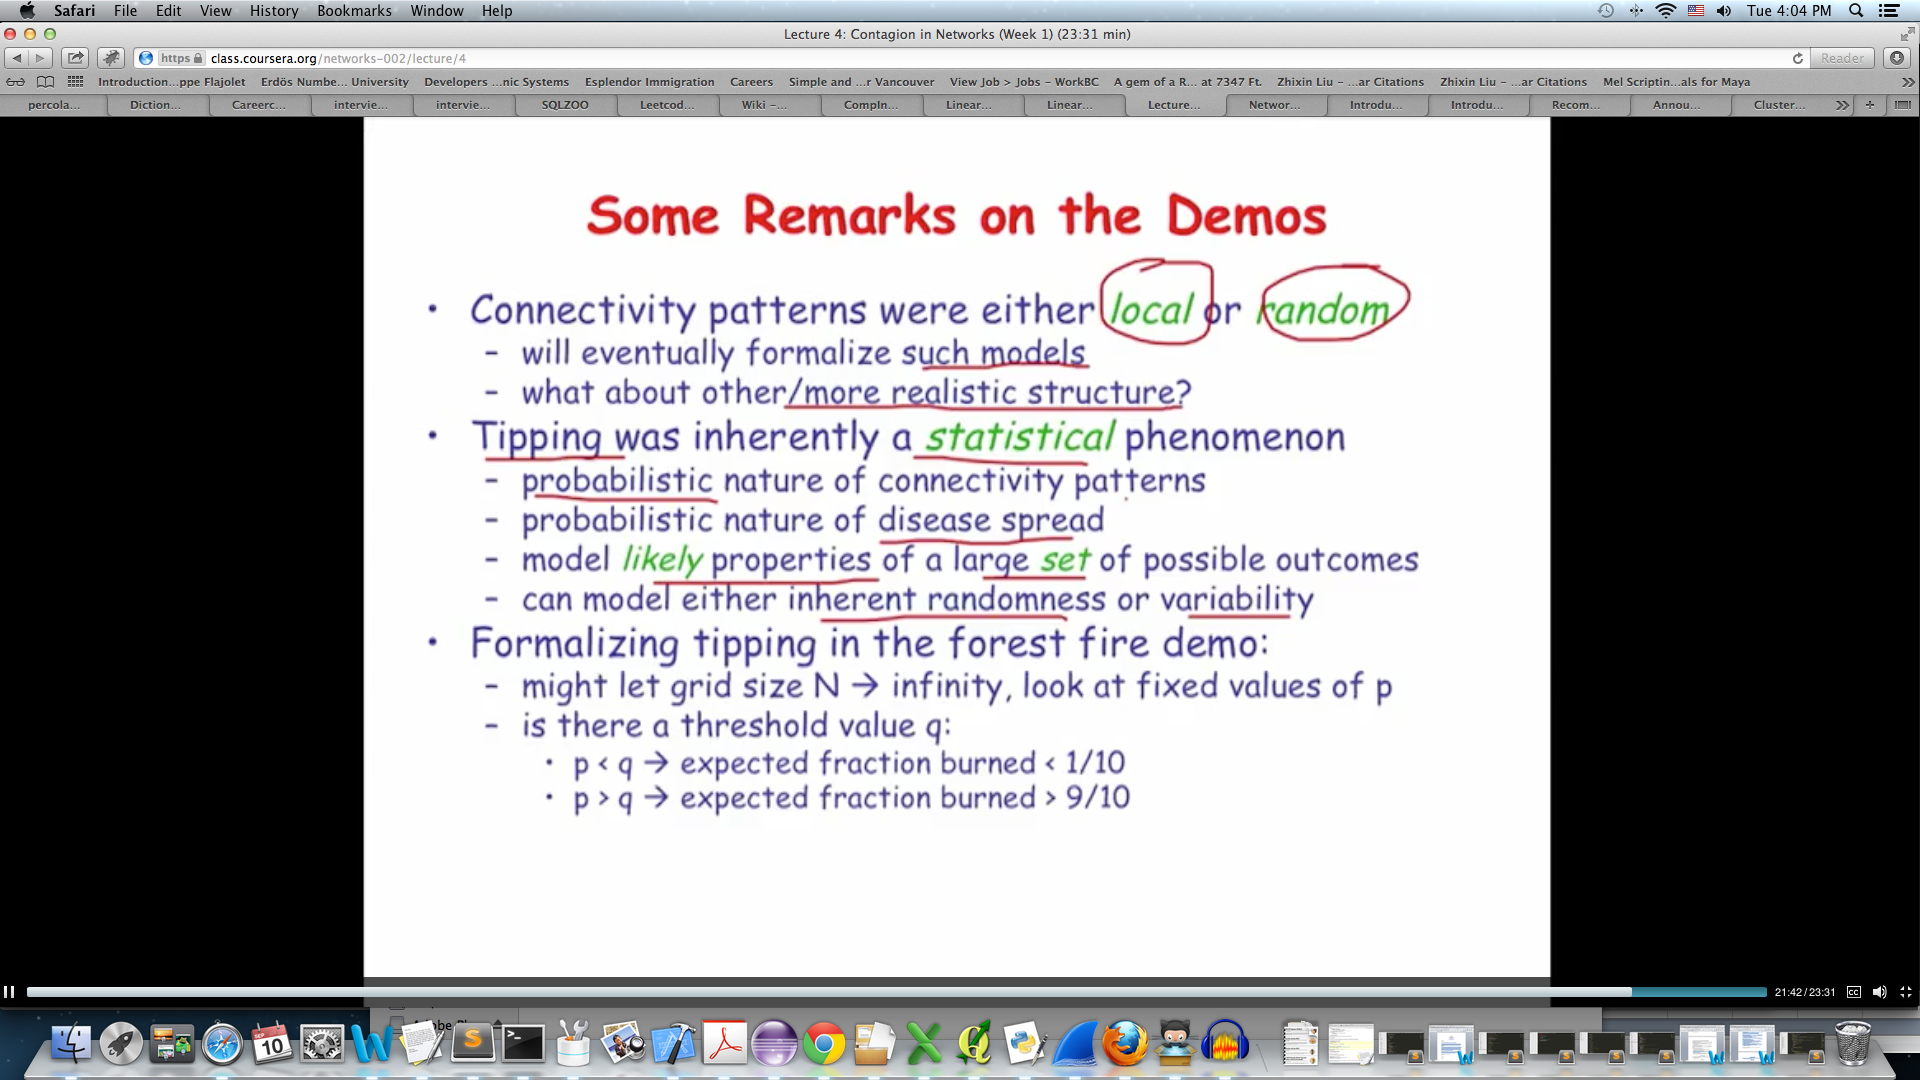 Safari File Edit View History Bookmarks Window Help Tue 4:04 PM
Lecture 4: Contagion in Networks (Week 1) (23:31 min)
https class.coursera.org/networks-002/lecture/4 Reader
Introduction...ppe Flajolet Erdös Numbe... University Developers ...nic Systems Esplendor Immigration Careers Simple and ...r Vancouver View Job > Jobs - WorkBC A gem of a R... at 7347 Ft. Zhixin Liu - ...ar Citations Zhixin Liu - ...ar Citations Mel Scriptin...als for Maya
percola... Diction... Careerc... intervie... intervie... SQLZOO Leetcod... Wiki -... CompIn... Linear... Linear... Lecture... Networ... Introdu... Introdu... Recom... Annou... Cluster...
Some Remarks on the Demos
• Connectivity patterns were either local or random
– will eventually formalize such models
– what about other/more realistic structure?
• Tipping was inherently a statistical phenomenon
– probabilistic nature of connectivity patterns
– probabilistic nature of disease spread
– model likely properties of a large set of possible outcomes
– can model either inherent randomness or variability
• Formalizing tipping in the forest fire demo:
– might let grid size N → infinity, look at fixed values of p
– is there a threshold value q:
• p < q → expected fraction burned < 1/10
• p > q → expected fraction burned > 9/10
21:42 / 23:31 CC
SEP
10